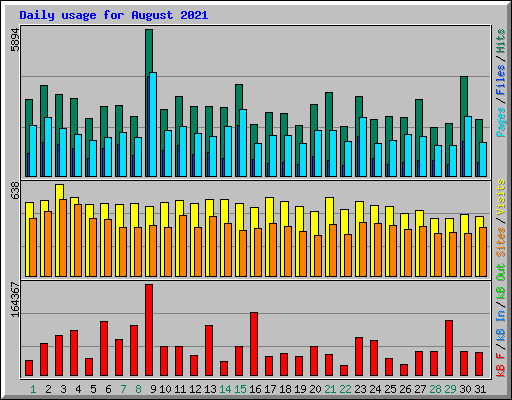 Daily usage for August 2021
5894
Pages / Files / Hits
638
Sites / Visits
164367
kB F / kB In / kB Out
1 2 3 4 5 6 7 8 9 10 11 12 13 14 15 16 17 18 19 20 21 22 23 24 25 26 27 28 29 30 31